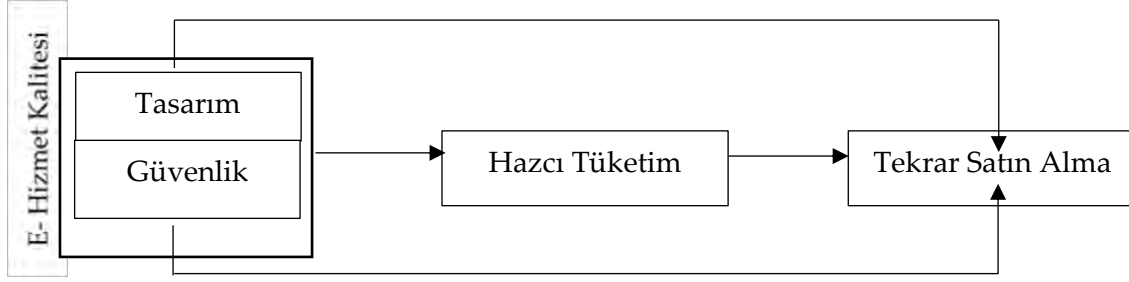 E- Hizmet Kalitesi
Tasarım
Güvenlik
Hazcı Tüketim
Tekrar Satın Alma